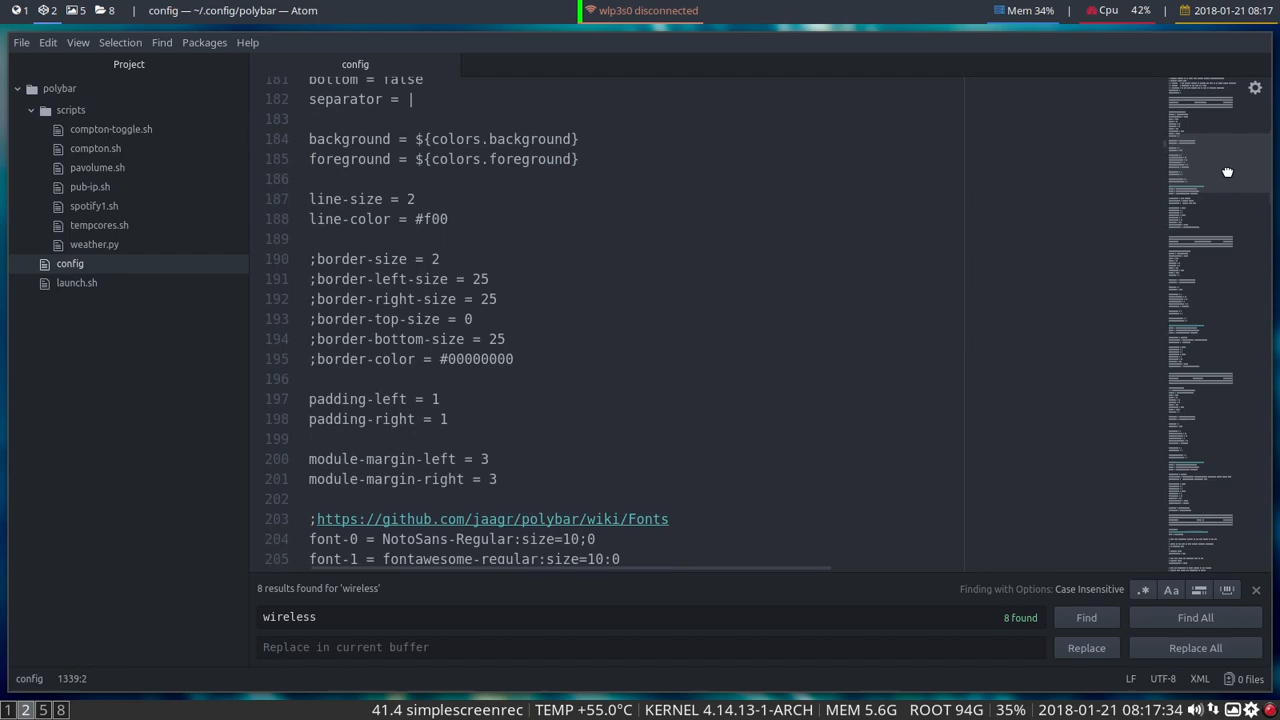 1 2 5 8 config — ~/.config/polybar — Atom
wlp3s0 disconnected
Mem 34% | Cpu 42% | 2018-01-21 08:17
File Edit View Selection Find Packages Help
Project
polybar
scripts
compton-toggle.sh
compton.sh
pavolume.sh
pub-ip.sh
spotify1.sh
tempcores.sh
weather.py
config
launch.sh
config
181 bottom = false
182 separator = |
183
184 background = ${colors.background}
185 foreground = ${colors.foreground}
186
187 line-size = 2
188 line-color = #f00
189
190 ;border-size = 2
191 ;border-left-size =
192 ;border-right-size = 25
193 ;border-top-size =
194 ;border-bottom-size = 25
195 ;border-color = #00000000
196
197 padding-left = 1
198 padding-right = 1
199
200 module-margin-left
201 module-margin-right
202
203 https://github.com/jaagr/polybar/wiki/Fonts
204 font-0 = NotoSans-Regular:size=10;0
205 font-1 = FontAwesome:Regular:size=10:0
8 results found for 'wireless
Finding with Options: Case Insensitive
.* Aa
wireless
8 found
Find
Find All
Replace in current buffer
Replace
Replace All
config 1339:2
LF UTF-8 XML 0 files
1 2 5 8
41.4 simplescreenrec | TEMP +55.0°C | KERNEL 4.14.13-1-ARCH | MEM 5.6G | ROOT 94G | 35% | 2018-01-21 08:17:34